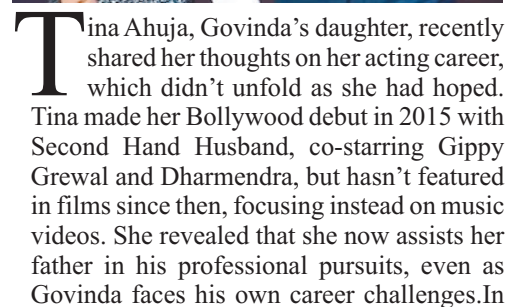 Tina Ahuja, Govinda’s daughter, recently
shared her thoughts on her acting career,
which didn’t unfold as she had hoped.
Tina made her Bollywood debut in 2015 with
Second Hand Husband, co-starring Gippy
Grewal and Dharmendra, but hasn’t featured
in films since then, focusing instead on music
videos. She revealed that she now assists her
father in his professional pursuits, even as
Govinda faces his own career challenges.In